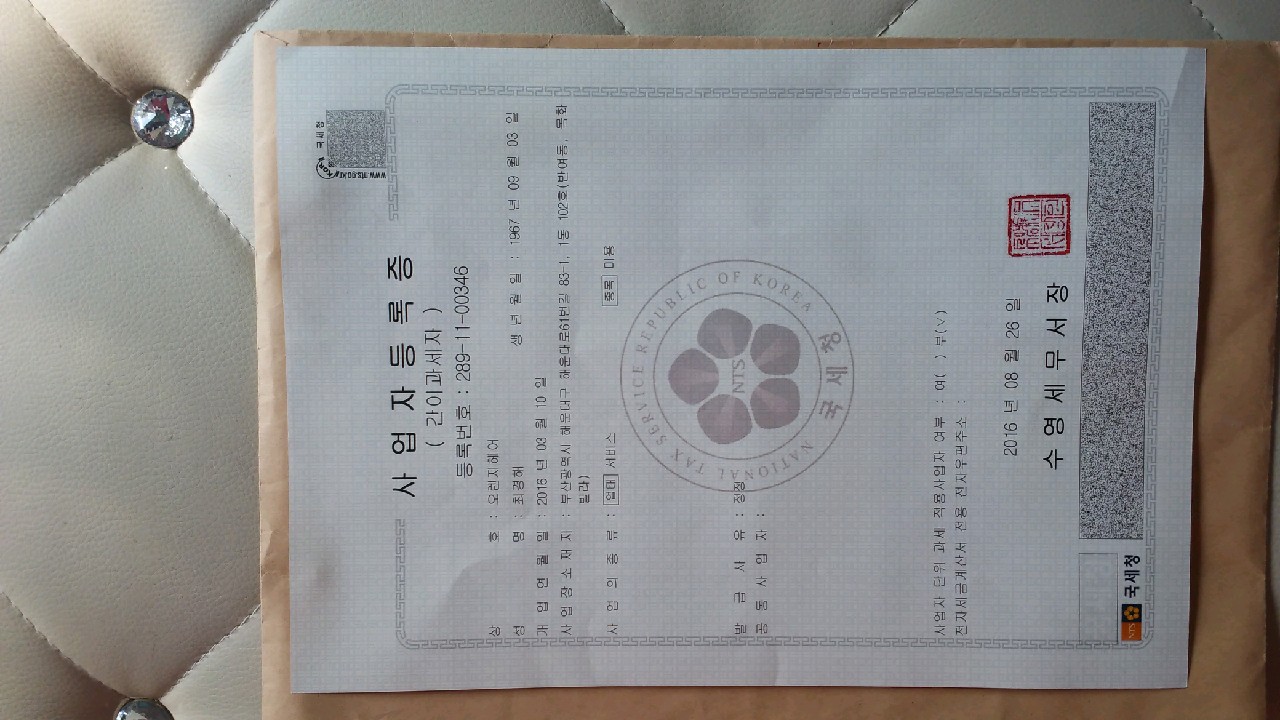 국세청
www.nts.go.kr
사업자등록증
( 간이과세자 )
등록번호 : 289-11-00346
상 호 : 오렌지헤어
성 명 : 최경해 생 년 월 일 : 1967 년 09 월 03 일
개 업 연 월 일 : 2016 년 03 월 10 일
사 업 장 소 재 지 : 부산광역시 해운대구 해운대로61번길 83-1, 1동 102호(반여동, 목화
빌라)
사 업 의 종 류 : 업태 서비스 종목 미용
NATIONAL TAX SERVICE REPUBLIC OF KOREA
NTS
국세청
발 급 사 유 : 정정
공 동 사 업 자 :
사업자 단위 과세 적용사업자 여부 : 여( ) 부(v)
전자세금계산서 전용 전자우편주소 :
2016 년 08 월 26 일
수영세무서장
NTS 국세청